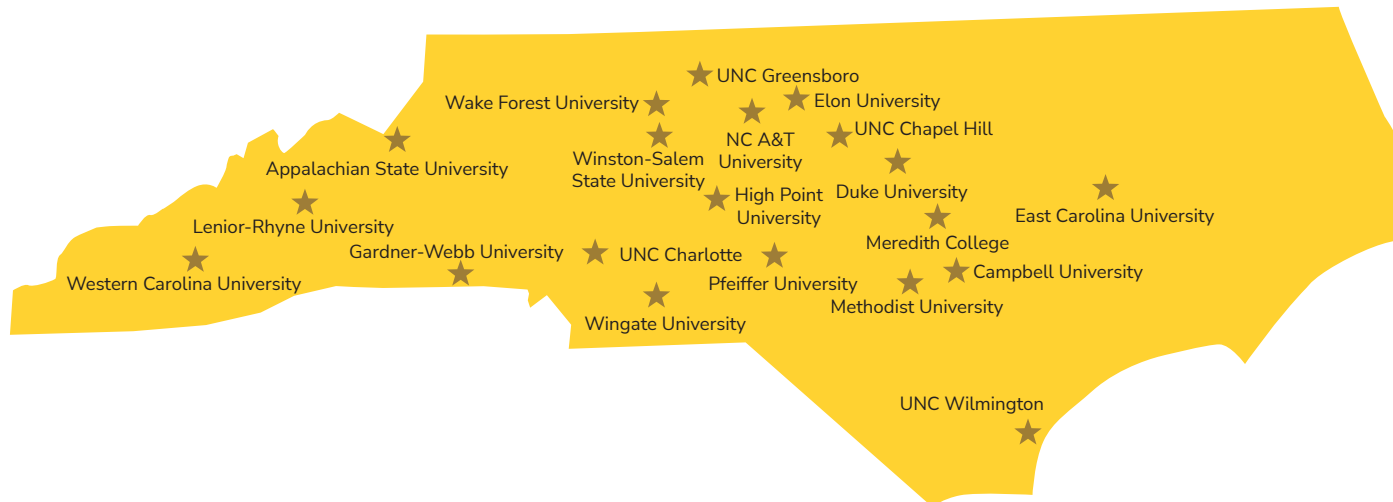 UNC Greensboro
Wake Forest University
Elon University
NC A&T
University
UNC Chapel Hill
Appalachian State University
Winston-Salem
State University
Duke University
High Point
University
East Carolina University
Lenior-Rhyne University
Meredith College
Gardner-Webb University
UNC Charlotte
Western Carolina University
Pfeiffer University
Campbell University
Methodist University
Wingate University
UNC Wilmington